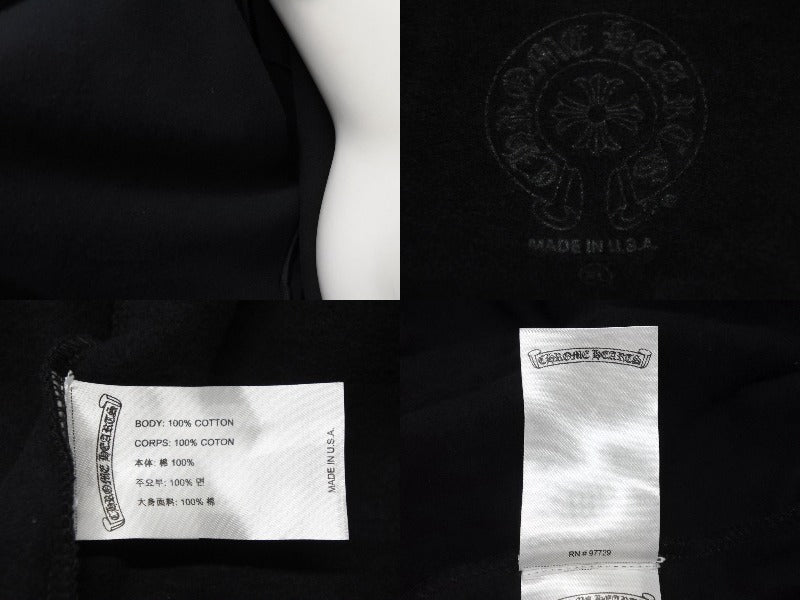 CHROME HEARTS
MADE IN U.S.A.
CHROME HEARTS
BODY: 100% COTTON
CORPS: 100% COTON
本体: 棉 100%
주요부: 100% 면
大身面料: 100% 棉
MADE IN U.S.A.
CHROME HEARTS
RN # 97729